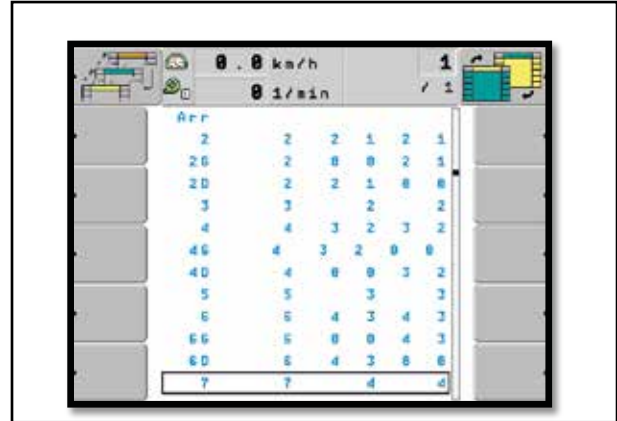 0.0 km/h 1
0 1/min / 1
Arr
2 2 2 1 2 1
2G 2 0 0 2 1
2D 2 2 1 0 0
3 3 2 2
4 4 3 2 3 2
4G 4 3 2 0 0
4D 4 0 0 3 2
5 5 3 3
6 6 4 3 4 3
6G 6 0 0 4 3
6D 6 4 3 0 0
7 7 4 4